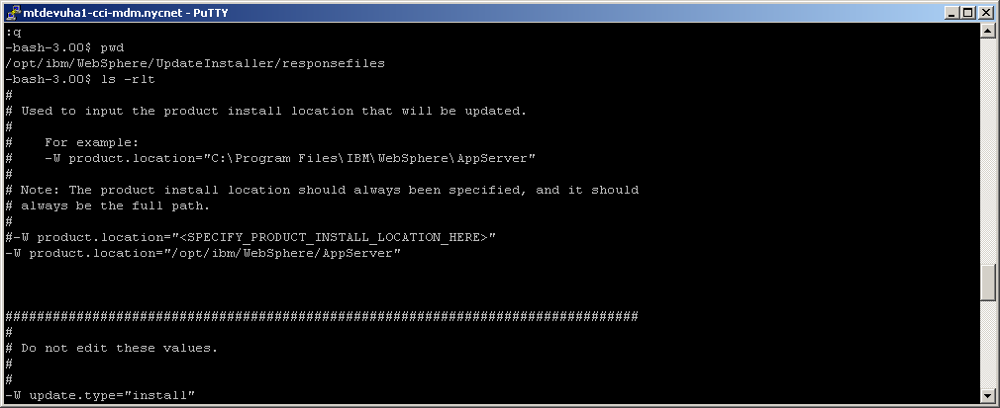 mtdevuha1-cci-mdm.nycnet - PuTTY
:q
-bash-3.00$ pwd
/opt/ibm/WebSphere/UpdateInstaller/responsefiles
-bash-3.00$ ls -rlt
#
# Used to input the product install location that will be updated.
#
#    For example:
#    -W product.location="C:\Program Files\IBM\WebSphere\AppServer"
#
# Note: The product install location should always been specified, and it should
# always be the full path.
#
#-W product.location="<SPECIFY_PRODUCT_INSTALL_LOCATION_HERE>"
-W product.location="/opt/ibm/WebSphere/AppServer"
################################################################################
#
# Do not edit these values.
#
#
-W update.type="install"